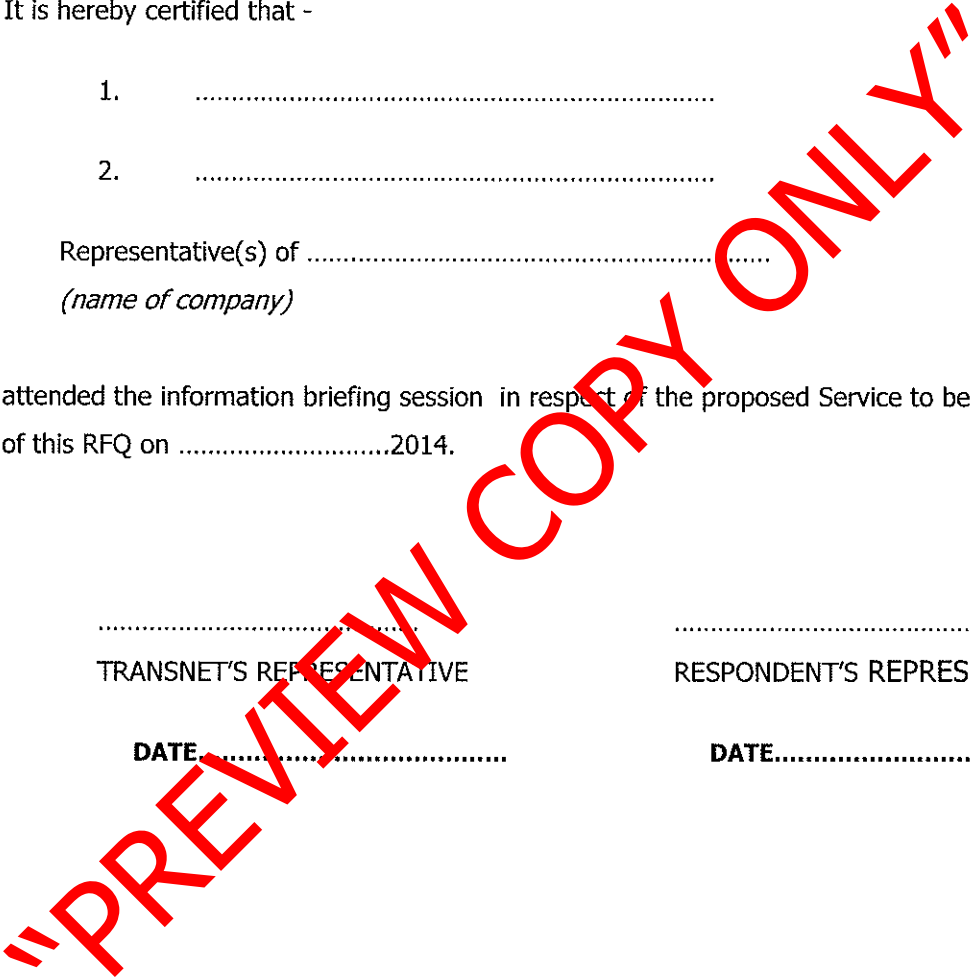 It is hereby certified that -
1. ......................................................................
2. ......................................................................
Representative(s) of ...............................................................
(name of company)
attended the information briefing session in respect of the proposed Service to be
of this RFQ on .............................2014.
............................................ ........................................
TRANSNET'S REPRESENTATIVE RESPONDENT'S REPRES
DATE.......................................... DATE..........................
"PREVIEW COPY ONLY"